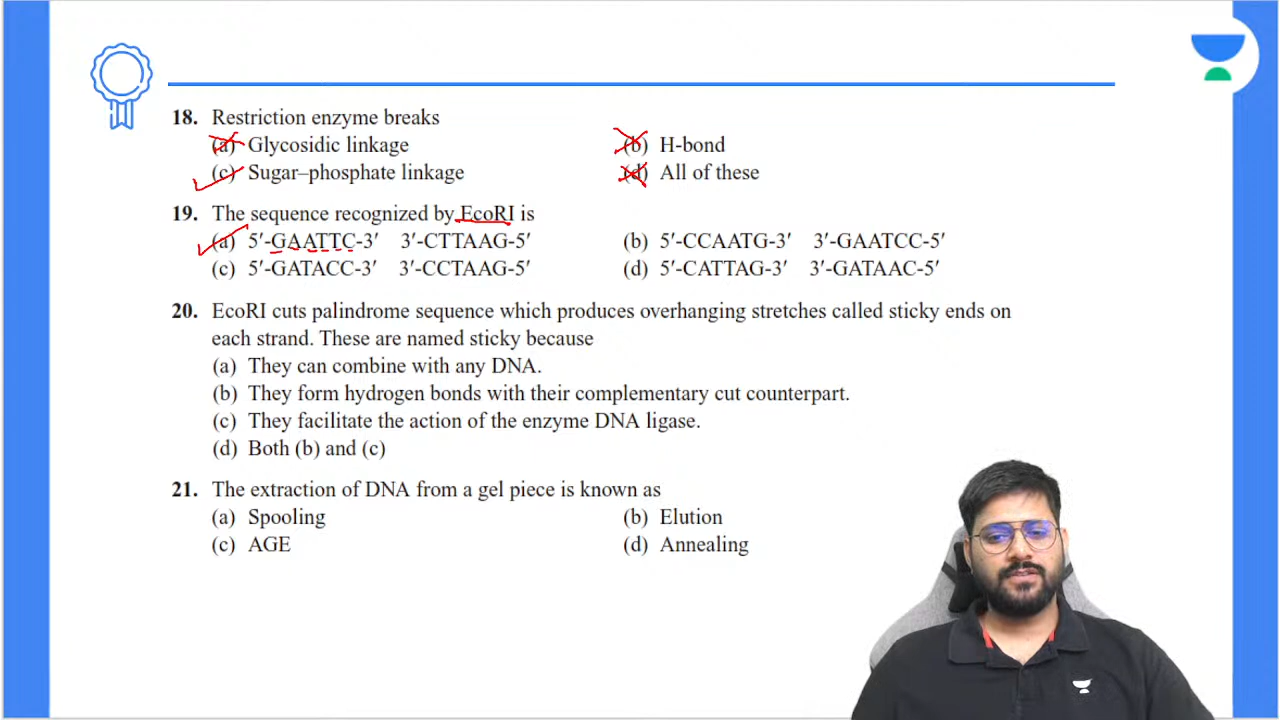 18. Restriction enzyme breaks
(a) Glycosidic linkage (b) H-bond
(c) Sugar–phosphate linkage (d) All of these
19. The sequence recognized by EcoRI is
(a) 5′-GAATTC-3′ 3′-CTTAAG-5′ (b) 5′-CCAATG-3′ 3′-GAATCC-5′
(c) 5′-GATACC-3′ 3′-CCTAAG-5′ (d) 5′-CATTAG-3′ 3′-GATAAC-5′
20. EcoRI cuts palindrome sequence which produces overhanging stretches called sticky ends on
each strand. These are named sticky because
(a) They can combine with any DNA.
(b) They form hydrogen bonds with their complementary cut counterpart.
(c) They facilitate the action of the enzyme DNA ligase.
(d) Both (b) and (c)
21. The extraction of DNA from a gel piece is known as
(a) Spooling (b) Elution
(c) AGE (d) Annealing